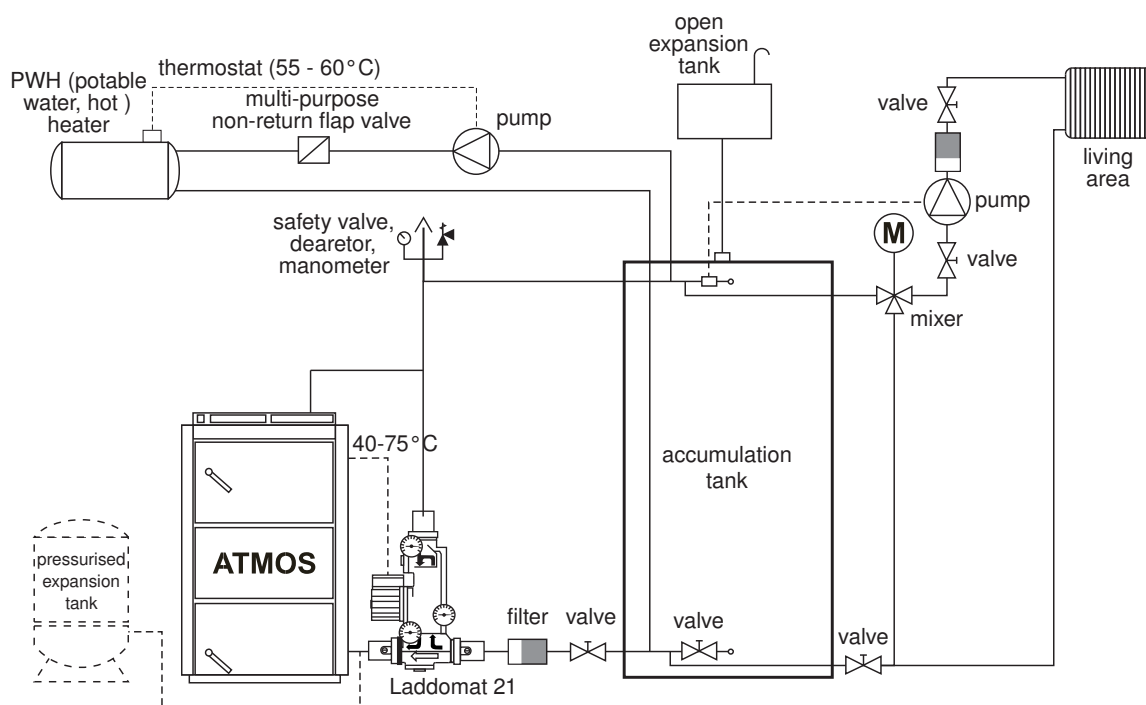 open
expansion
tank
thermostat (55 - 60°C)
PWH (potable
water, hot )
heater
multi-purpose
non-return flap valve
pump
valve
living
area
pump
safety valve,
dearetor,
manometer
M
valve
mixer
40-75°C
accumulation
tank
ATMOS
pressurised
expansion
tank
filter
valve
valve
valve
Laddomat 21